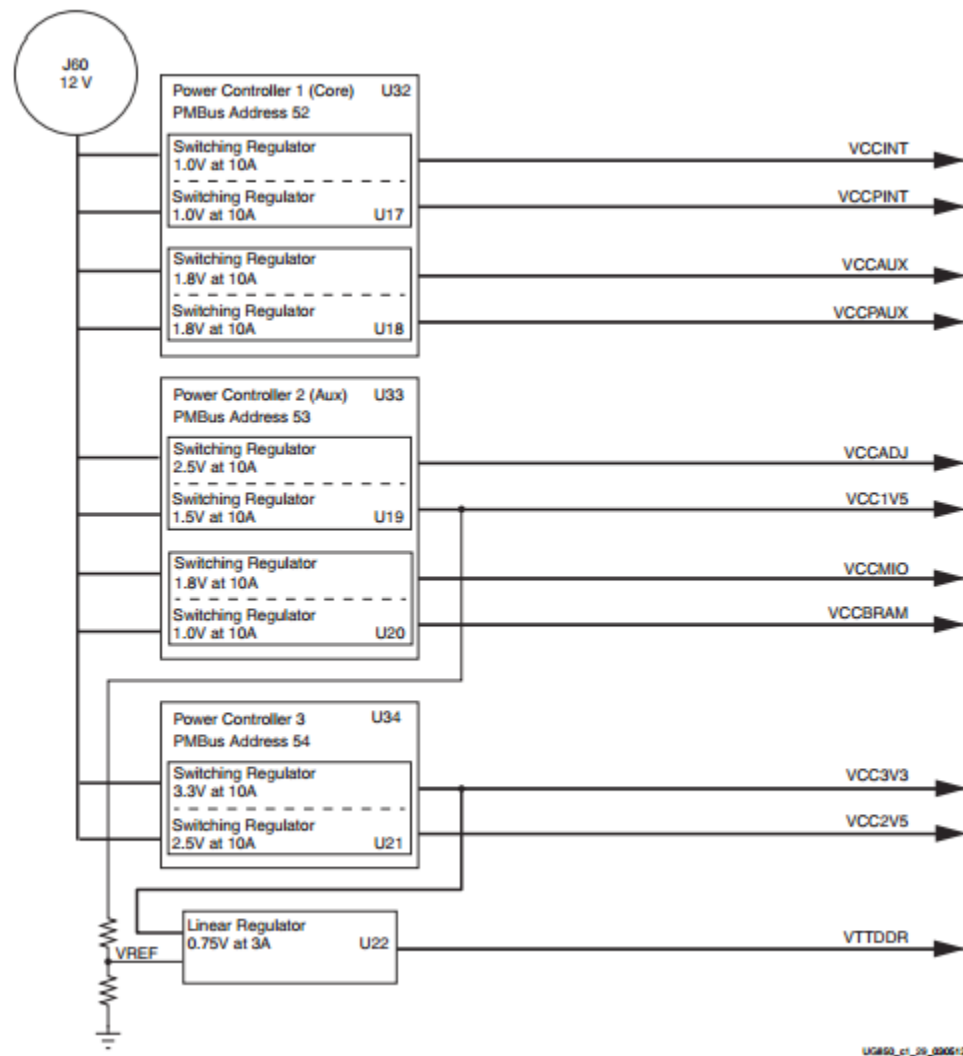 J60
12 V
Power Controller 1 (Core) U32
PMBus Address 52
Switching Regulator
1.0V at 10A
VCCINT
Switching Regulator
1.0V at 10A U17
VCCPINT
Switching Regulator
1.8V at 10A
VCCAUX
Switching Regulator
1.8V at 10A U18
VCCPAUX
Power Controller 2 (Aux) U33
PMBus Address 53
Switching Regulator
2.5V at 10A
VCCADJ
Switching Regulator
1.5V at 10A U19
VCC1V5
Switching Regulator
1.8V at 10A
VCCMIO
Switching Regulator
1.0V at 10A U20
VCCBRAM
Power Controller 3 U34
PMBus Address 54
Switching Regulator
3.3V at 10A
VCC3V3
Switching Regulator
2.5V at 10A U21
VCC2V5
Linear Regulator
0.75V at 3A U22
VREF
VTTDDR